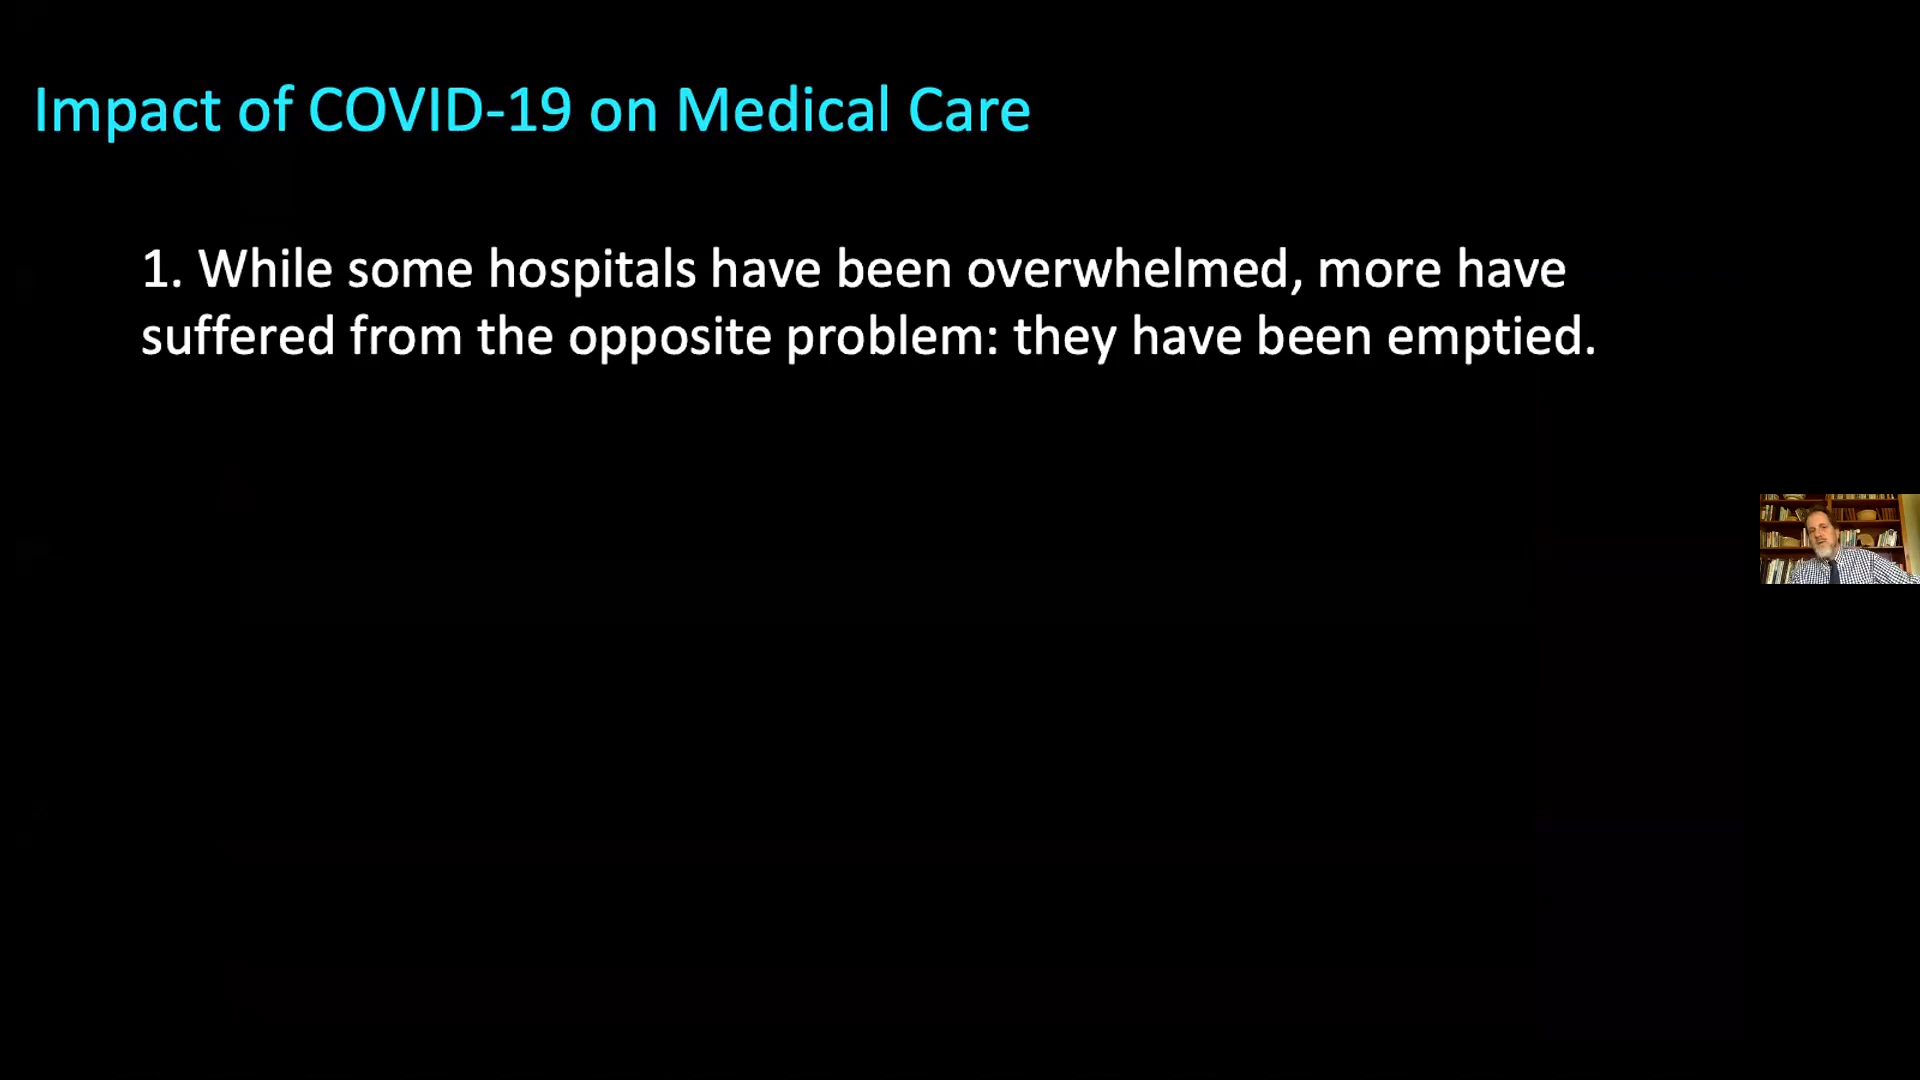 Impact of COVID-19 on Medical Care
1. While some hospitals have been overwhelmed, more have
suffered from the opposite problem: they have been emptied.